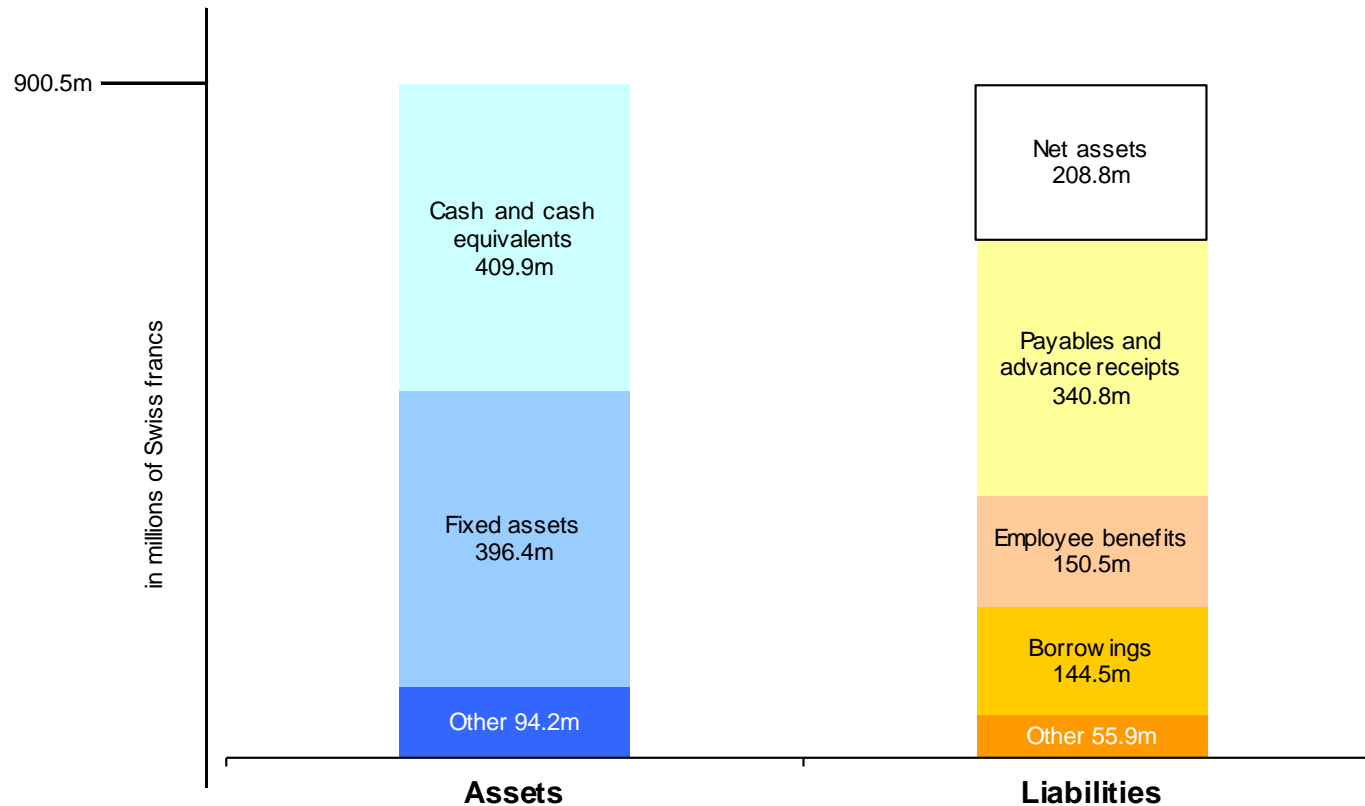 900.5m
in millions of Swiss francs
Cash and cash
equivalents
409.9m
Fixed assets
396.4m
Other 94.2m
Assets
Net assets
208.8m
Payables and
advance receipts
340.8m
Employee benefits
150.5m
Borrowings
144.5m
Other 55.9m
Liabilities